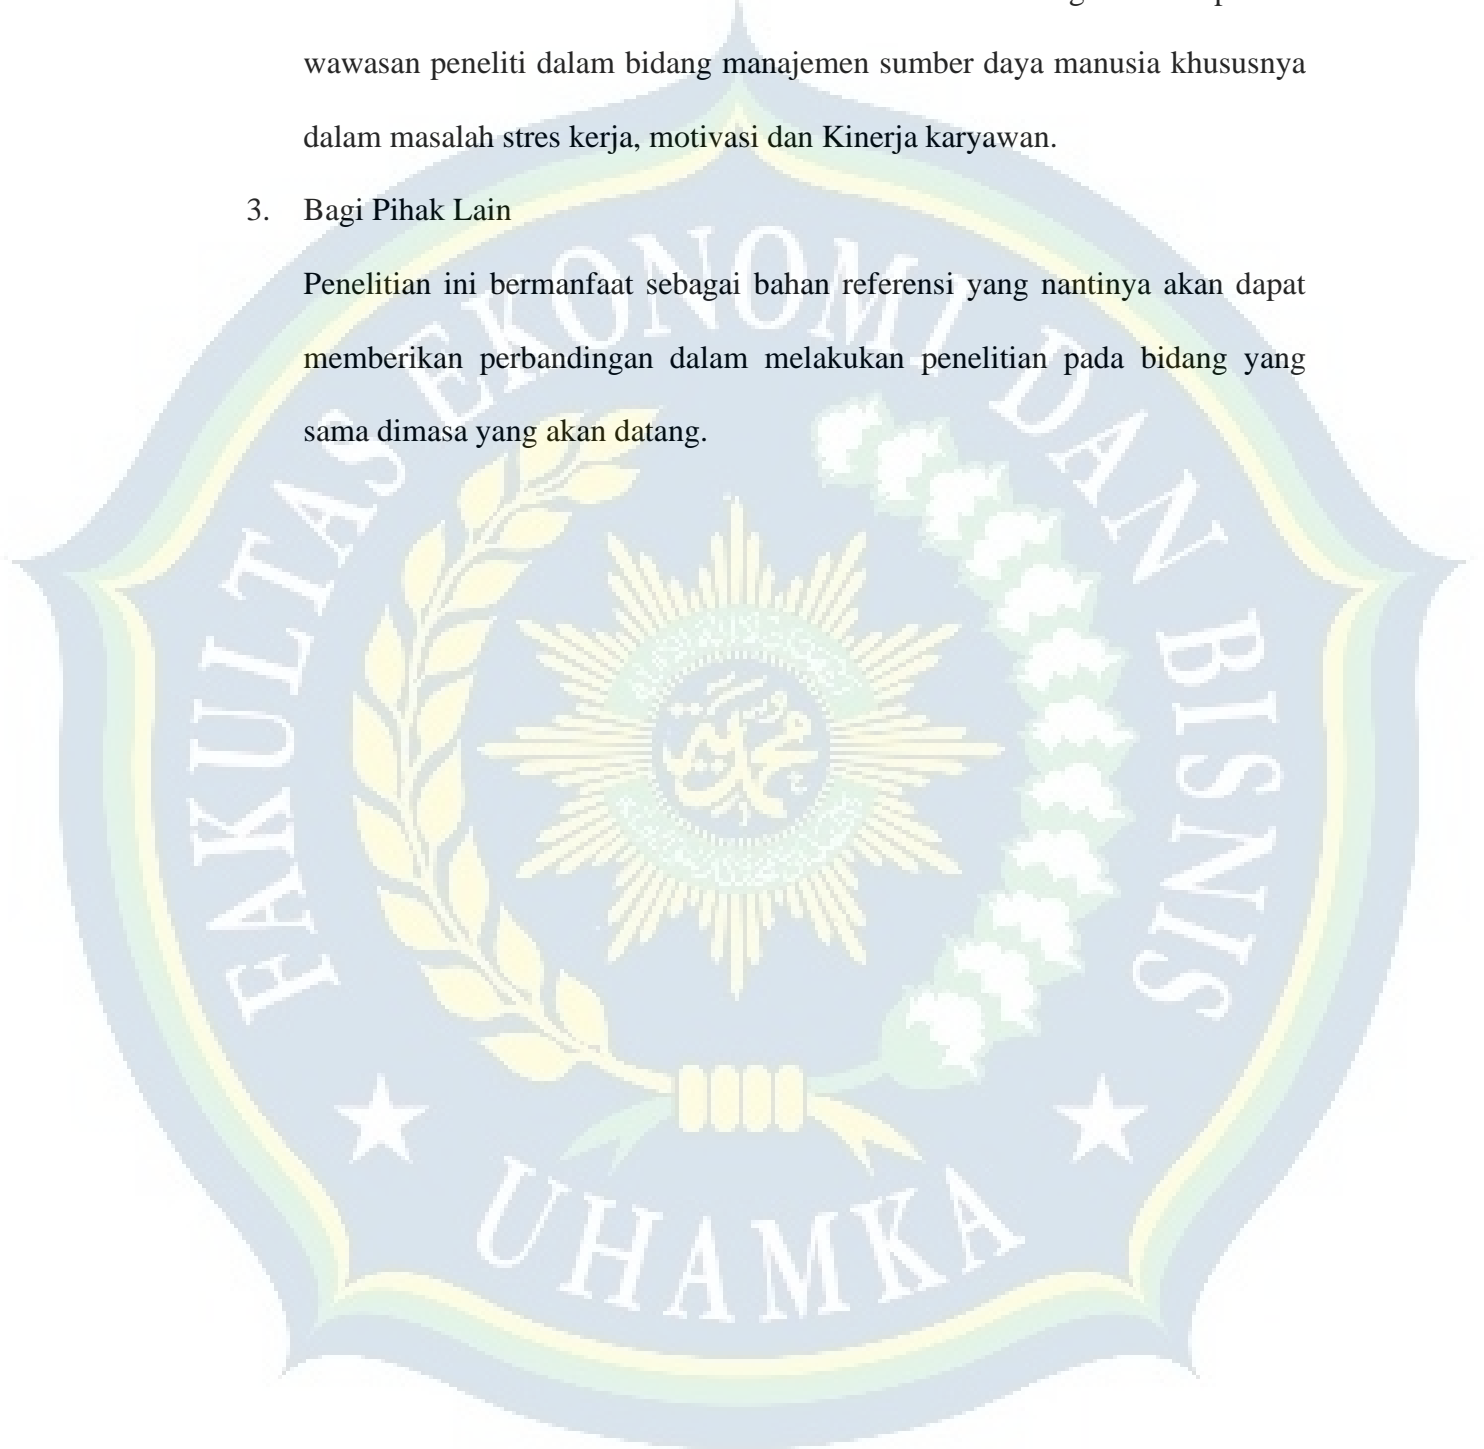 wawasan peneliti dalam bidang manajemen sumber daya manusia khususnya
dalam masalah stres kerja, motivasi dan Kinerja karyawan.
3. Bagi Pihak Lain
Penelitian ini bermanfaat sebagai bahan referensi yang nantinya akan dapat
memberikan perbandingan dalam melakukan penelitian pada bidang yang
sama dimasa yang akan datang.
FAKULTAS EKONOMI DAN BISNIS
محمدية
UHAMKA